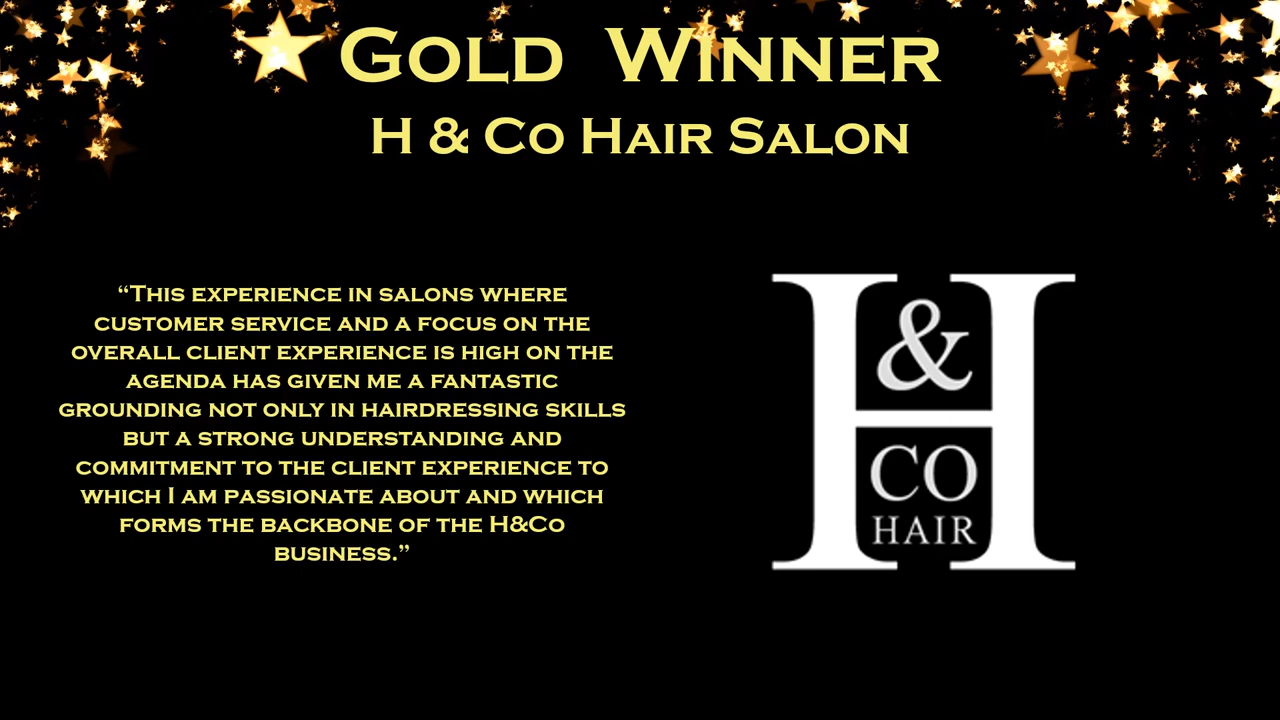 Gold Winner
H & Co Hair Salon
“This experience in salons where
customer service and a focus on the
overall client experience is high on the
agenda has given me a fantastic
grounding not only in hairdressing skills
but a strong understanding and
commitment to the client experience to
which I am passionate about and which
forms the backbone of the H&Co
business.”
H
&
CO
HAIR